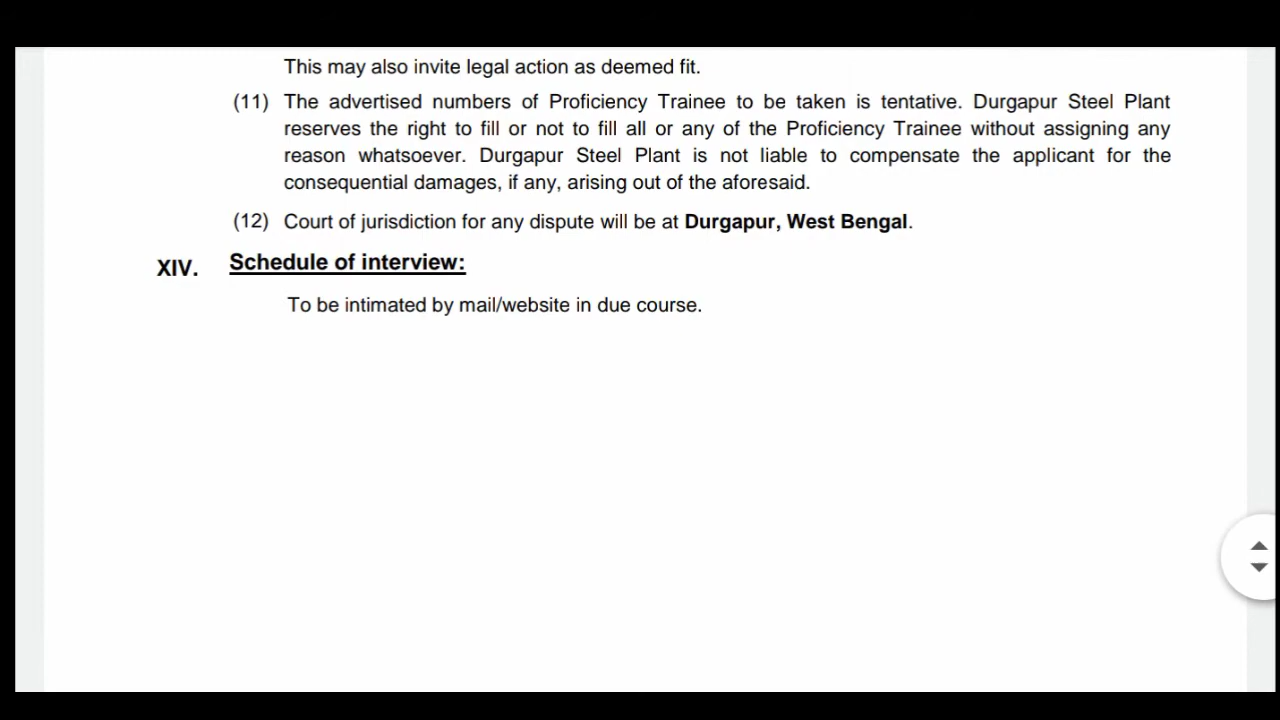 This may also invite legal action as deemed fit.
(11) The advertised numbers of Proficiency Trainee to be taken is tentative. Durgapur Steel Plant
reserves the right to fill or not to fill all or any of the Proficiency Trainee without assigning any
reason whatsoever. Durgapur Steel Plant is not liable to compensate the applicant for the
consequential damages, if any, arising out of the aforesaid.
(12) Court of jurisdiction for any dispute will be at Durgapur, West Bengal.
XIV. Schedule of interview:
To be intimated by mail/website in due course.